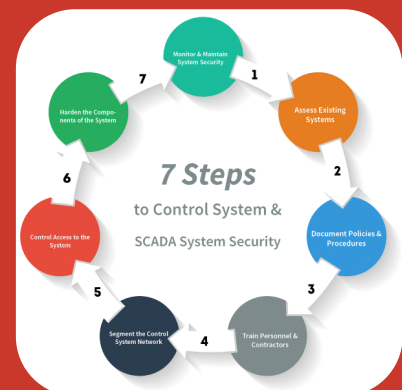 Monitor & Maintain
System Security
1
Assess Existing
Systems
2
Document Policies &
Procedures
3
Train Personnel &
Contractors
4
Segment the Control
System Network
5
Control Access to the
System
6
Harden the Compo-
nents of the System
7
7 Steps
to Control System &
SCADA System Security